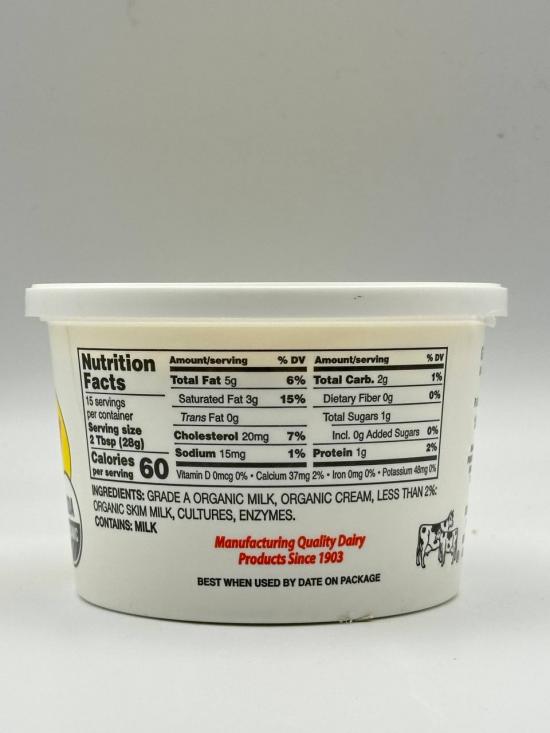 Nutrition
Facts
15 servings
per container
Serving size
2 Tbsp (28g)
Calories
per serving 60
Amount/serving % DV
Total Fat 5g 6%
Saturated Fat 3g 15%
Trans Fat 0g
Cholesterol 20mg 7%
Sodium 15mg 1%
Amount/serving % DV
Total Carb. 2g 1%
Dietary Fiber 0g 0%
Total Sugars 1g
Incl. 0g Added Sugars 0%
Protein 1g 2%
Vitamin D 0mcg 0% • Calcium 37mg 2% • Iron 0mg 0% • Potassium 48mg 0%
INGREDIENTS: GRADE A ORGANIC MILK, ORGANIC CREAM, LESS THAN 2%:
ORGANIC SKIM MILK, CULTURES, ENZYMES.
CONTAINS: MILK
Manufacturing Quality Dairy
Products Since 1903
BEST WHEN USED BY DATE ON PACKAGE